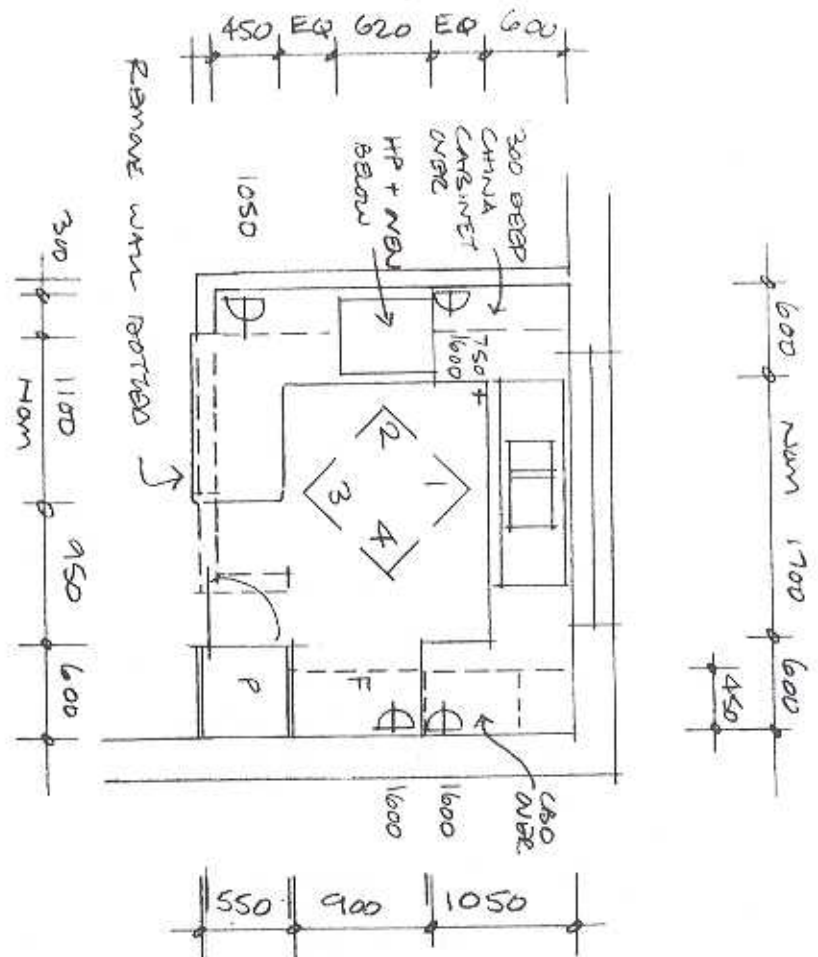 450 EQ 620 EQ 600
REMOVE WALL DOTTED
1050
HP + OVEN
BELOW
300 DEEP
CHINA
CABINET
OVER
750 +
1600
600 NOM 1700 600
450
300 1100 950 600
NOM
1
2
3
4
P
F
1600
1600
CBD
OVER
550 900 1050